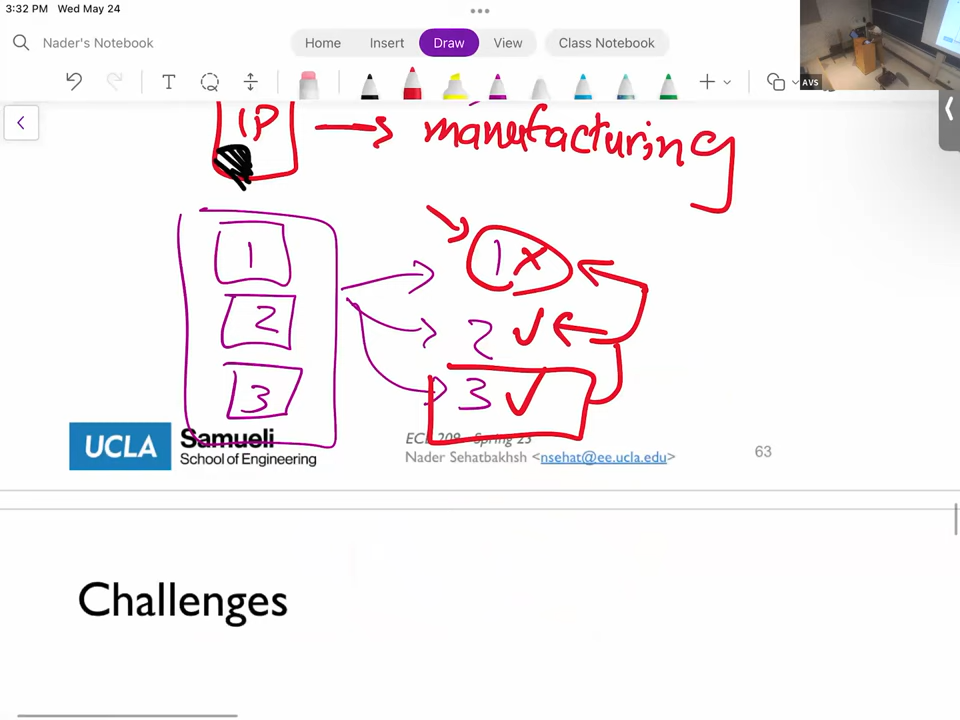 3:32 PM Wed May 24
Nader's Notebook
Home Insert Draw View Class Notebook
T
AVS
IP → manufacturing
1
2
3
1 ×
2 ✓
3 ✓
UCLA Samueli
School of Engineering
ECE 209 - Spring 23
Nader Sehatbakhsh <nsehat@ee.ucla.edu>
63
Challenges